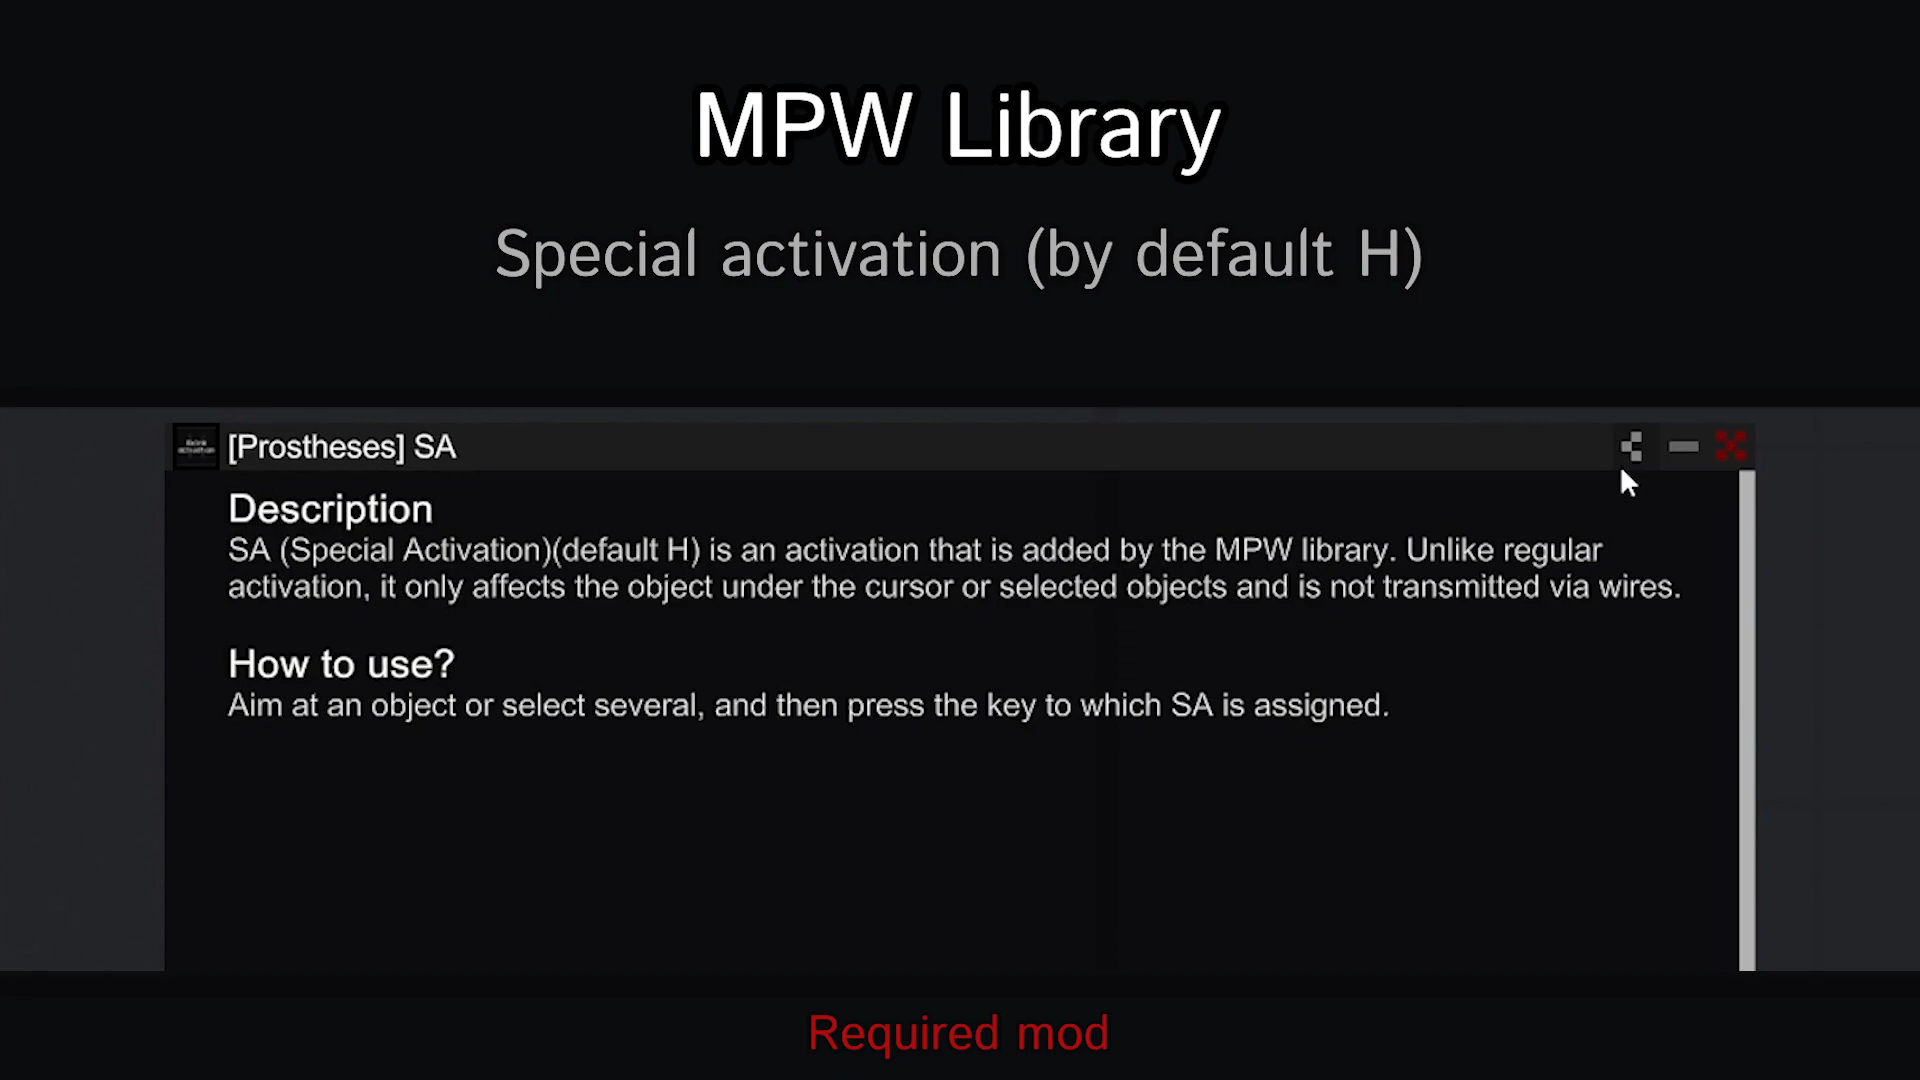 MPW Library
Special activation (by default H)
[Prostheses] SA
Description
SA (Special Activation)(default H) is an activation that is added by the MPW library. Unlike regular
activation, it only affects the object under the cursor or selected objects and is not transmitted via wires.
How to use?
Aim at an object or select several, and then press the key to which SA is assigned.
Required mod